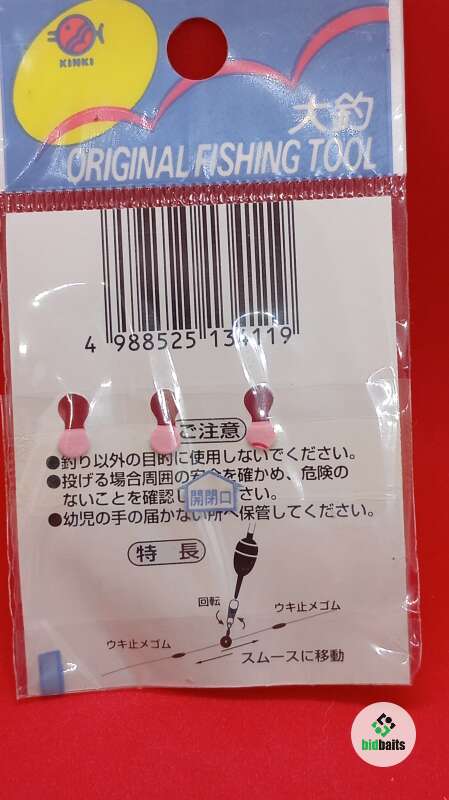 KINKI
大釣
ORIGINAL FISHING TOOL
4 988525 134119
ご注意
●釣り以外の目的に使用しないでください。
●投げる場合周囲の安全を確かめ、危険の
ないことを確認し さい。
開閉口
●幼児の手の届かない所へ保管してください。
特長
回転
ウキ止メゴム
ウキ止メゴム
スムースに移動
bidbaits